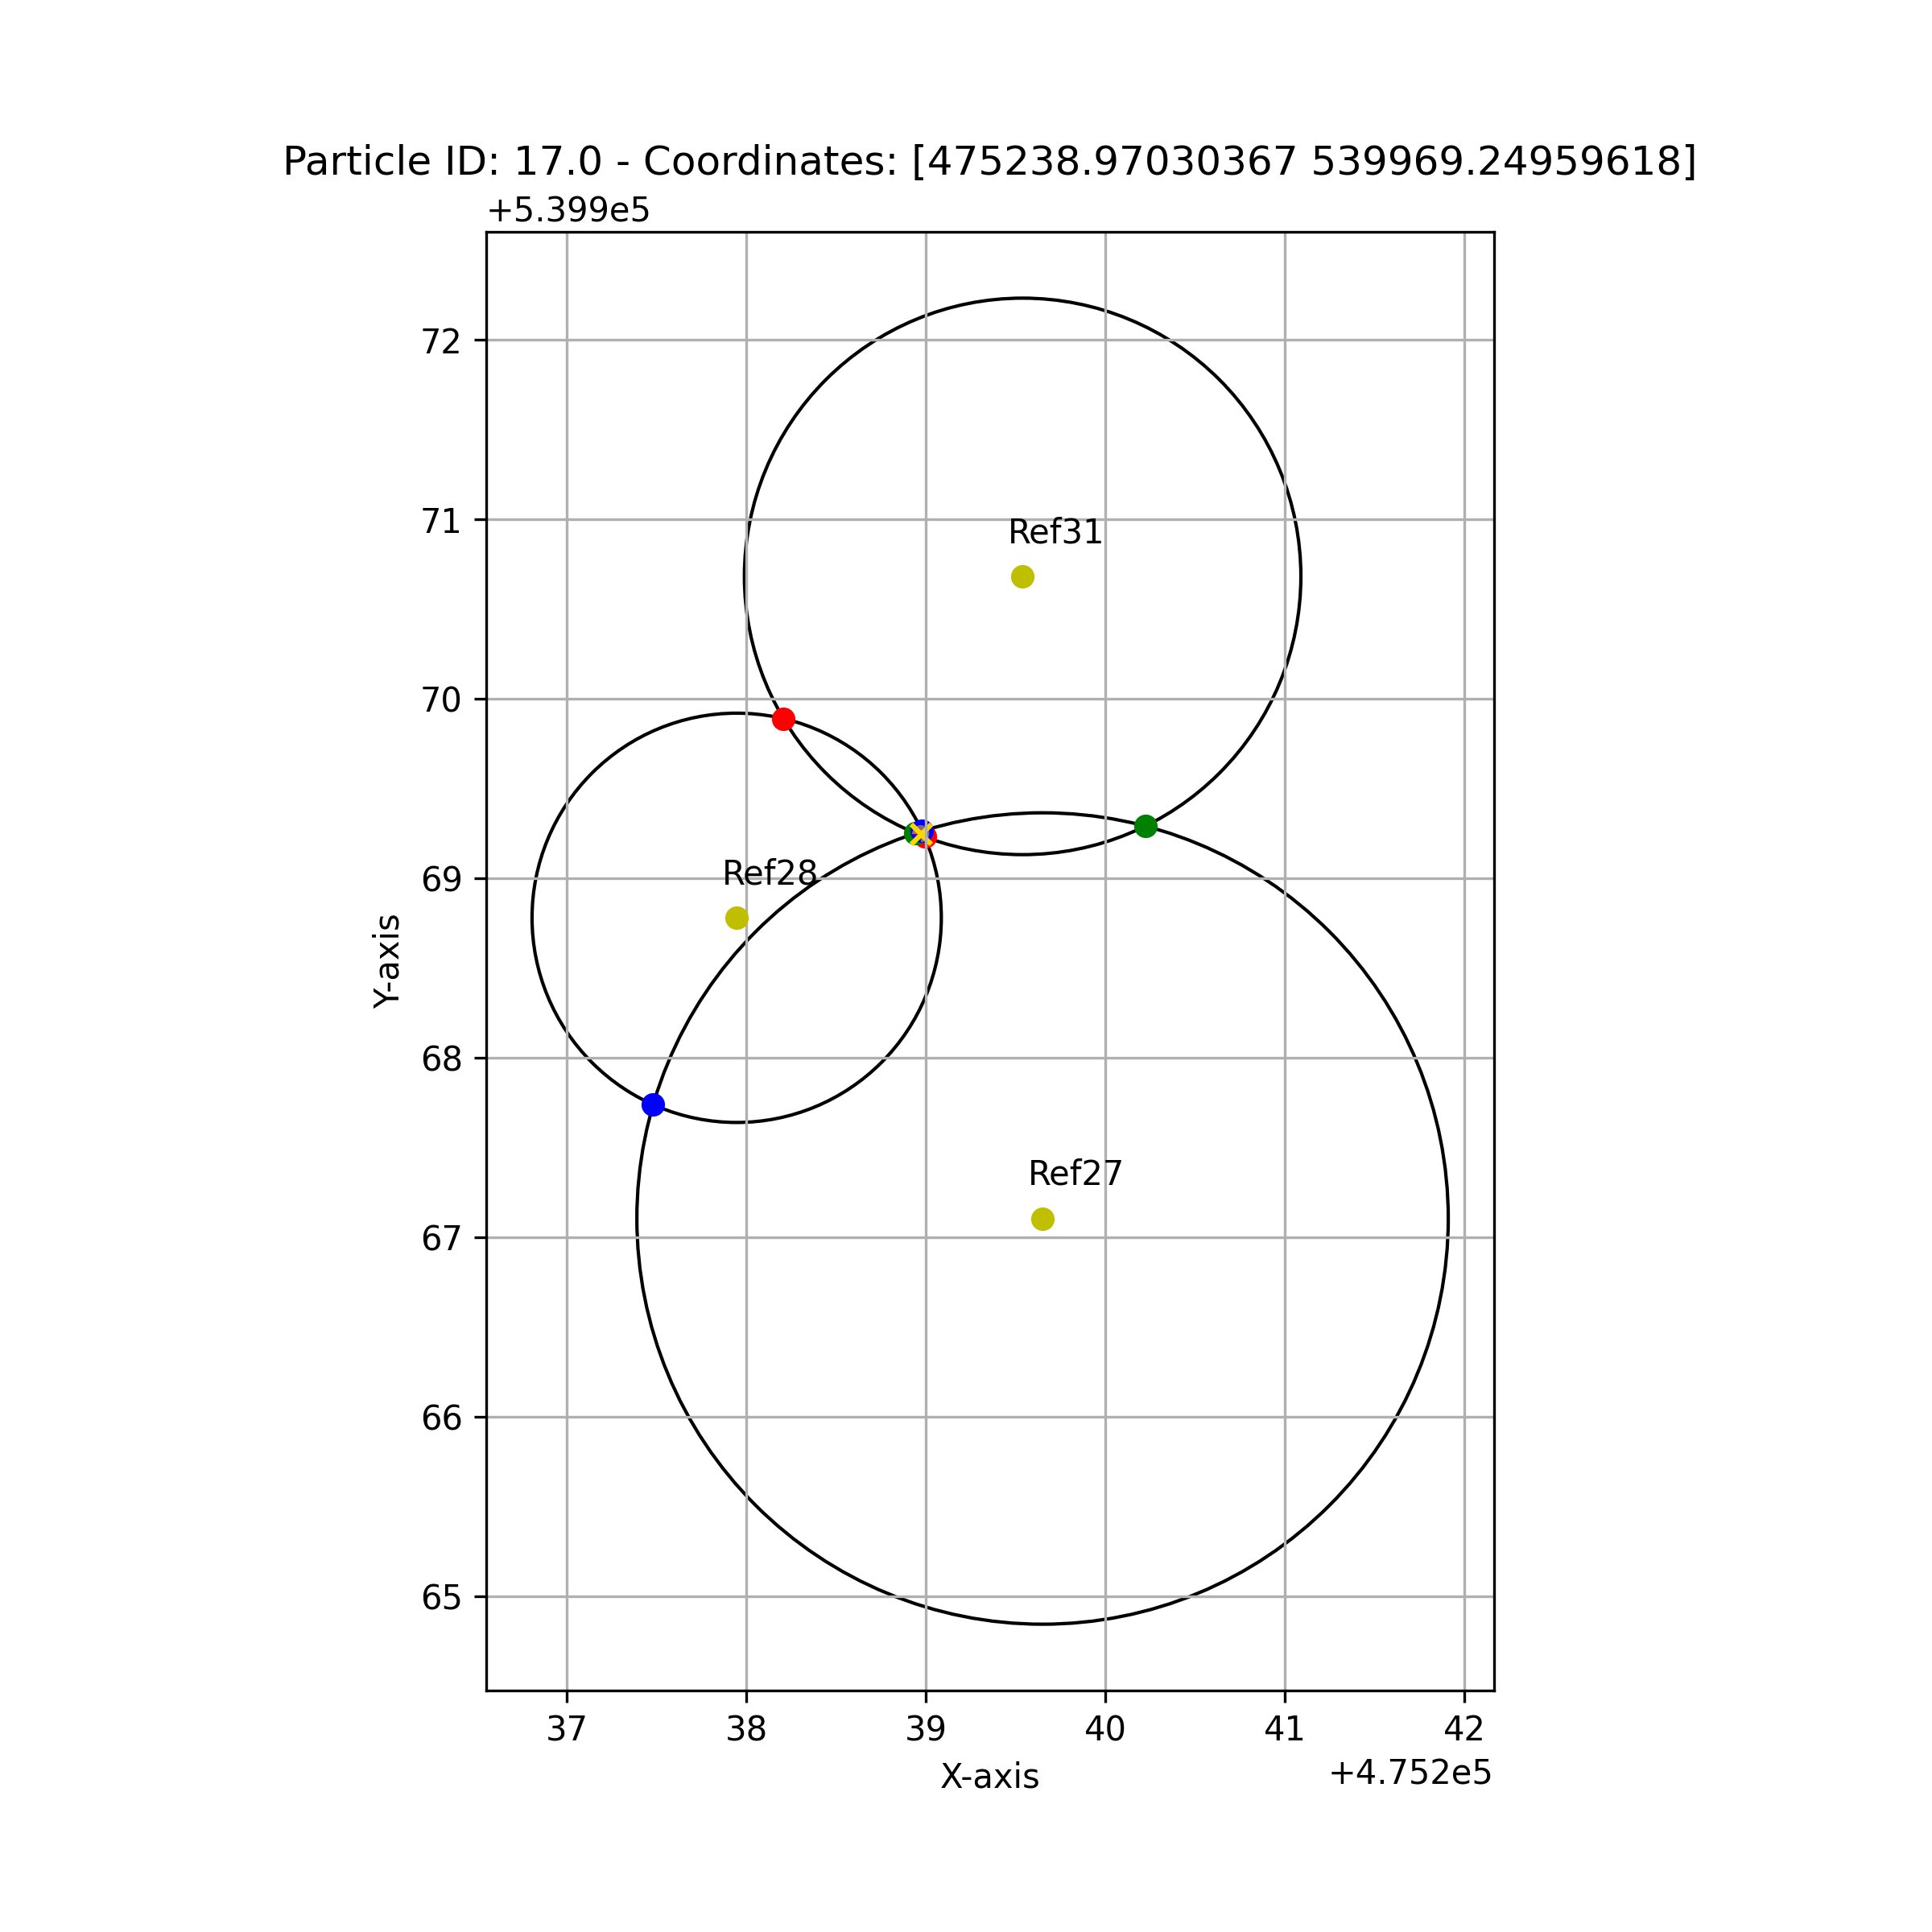 Particle ID: 17.0 - Coordinates: [475238.97030367 539969.24959618]
+5.399e5
72
71
Ref31
70
69
Ref28
Y-axis
68
Ref27
67
66
65
37 38 39 40 41 42
X-axis
+4.752e5